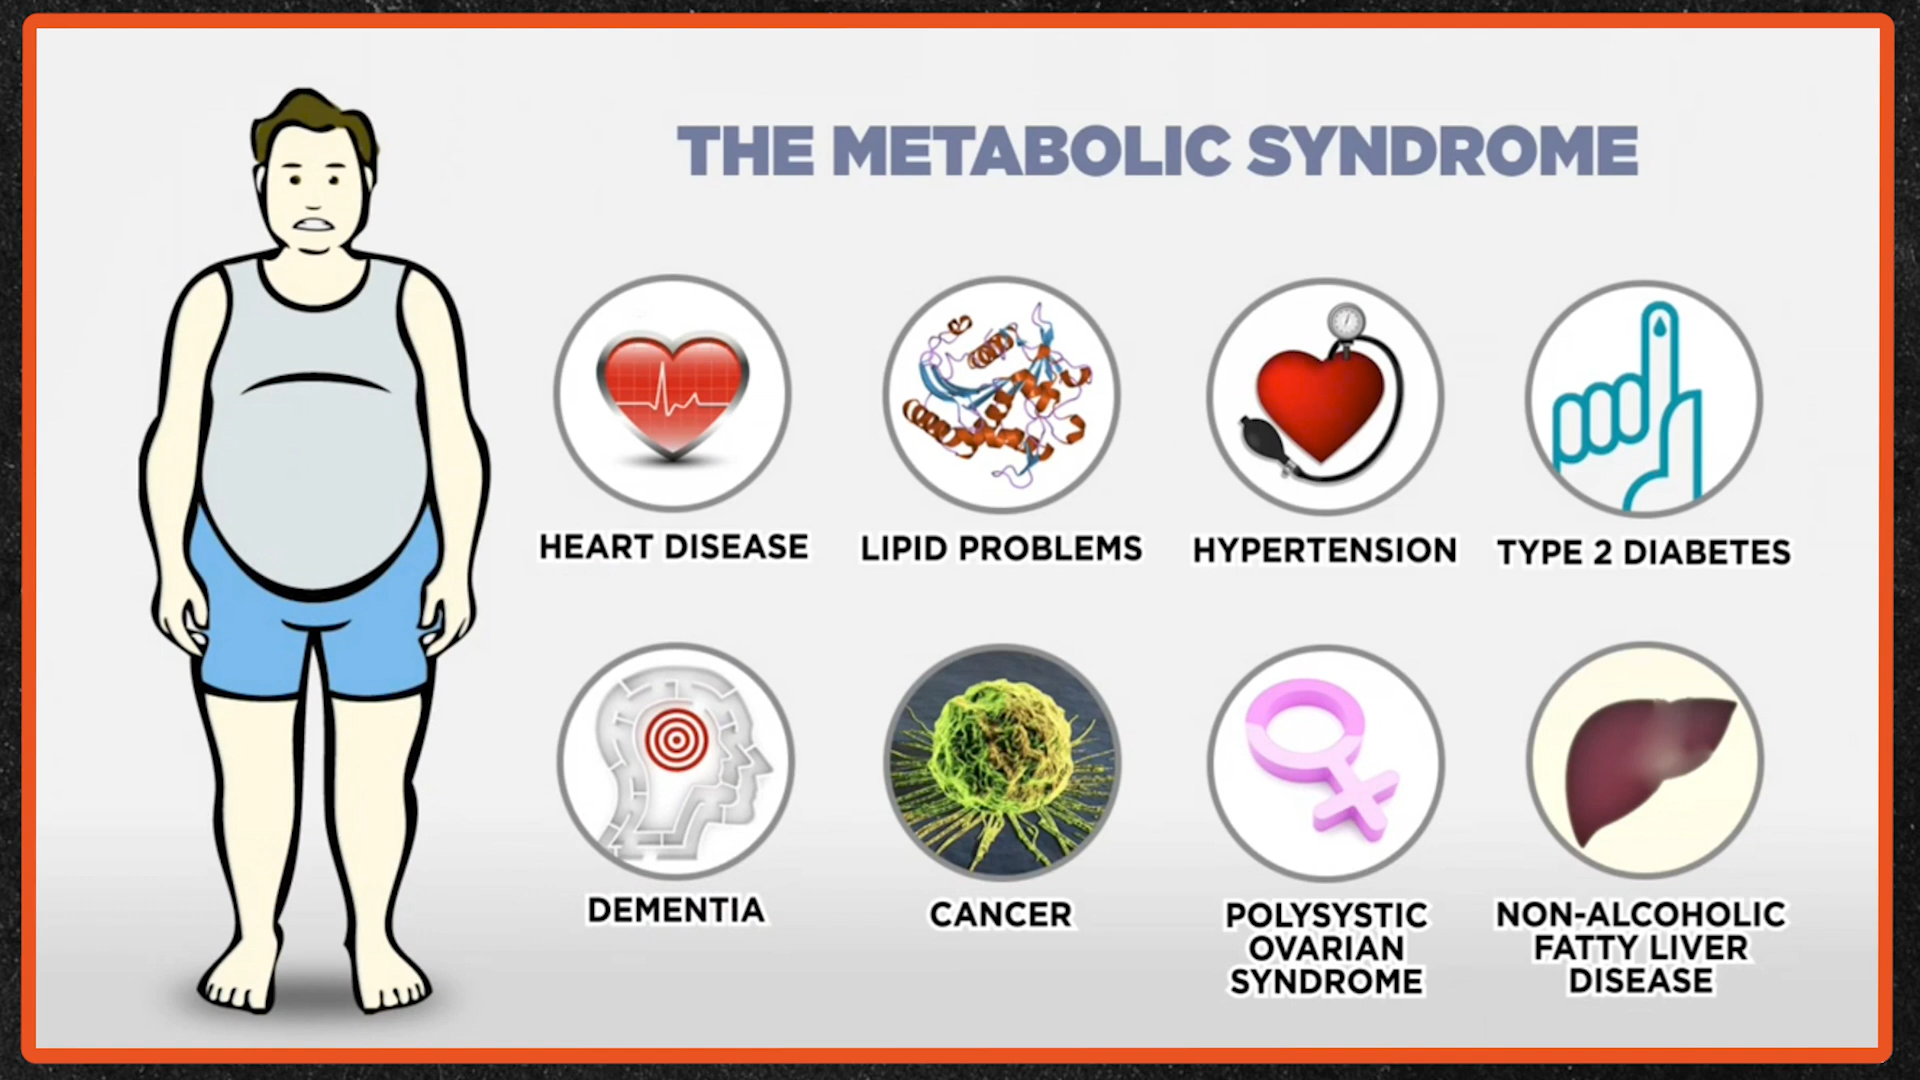 THE METABOLIC SYNDROME
HEART DISEASE
LIPID PROBLEMS
HYPERTENSION
TYPE 2 DIABETES
DEMENTIA
CANCER
POLYSYSTIC
OVARIAN
SYNDROME
NON-ALCOHOLIC
FATTY LIVER
DISEASE